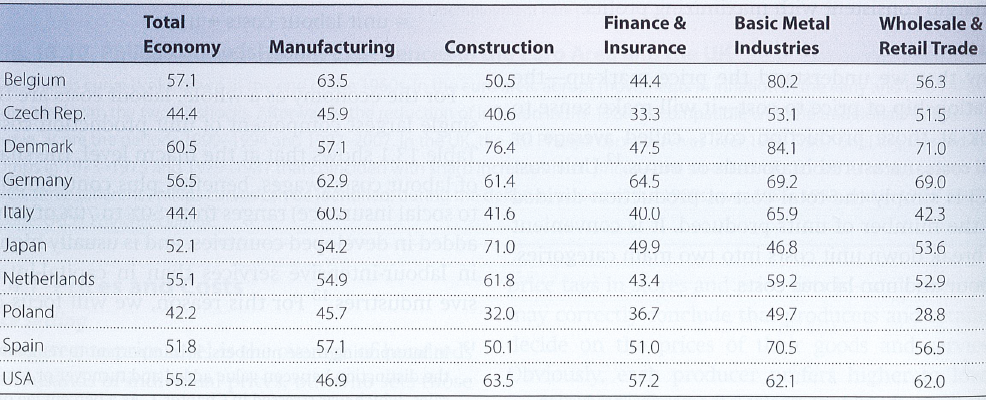 Total Finance & Basic Metal Wholesale &
Economy Manufacturing Construction Insurance Industries Retail Trade
Belgium 57.1 63.5 50.5 44.4 80.2 56.3
Czech Rep. 44.4 45.9 40.6 33.3 53.1 51.5
Denmark 60.5 57.1 76.4 47.5 84.1 71.0
Germany 56.5 62.9 61.4 64.5 69.2 69.0
Italy 44.4 60.5 41.6 40.0 65.9 42.3
Japan 52.1 54.2 71.0 49.9 46.8 53.6
Netherlands 55.1 54.9 61.8 43.4 59.2 52.9
Poland 42.2 45.7 32.0 36.7 49.7 28.8
Spain 51.8 57.1 50.1 51.0 70.5 56.5
USA 55.2 46.9 63.5 57.2 62.1 62.0